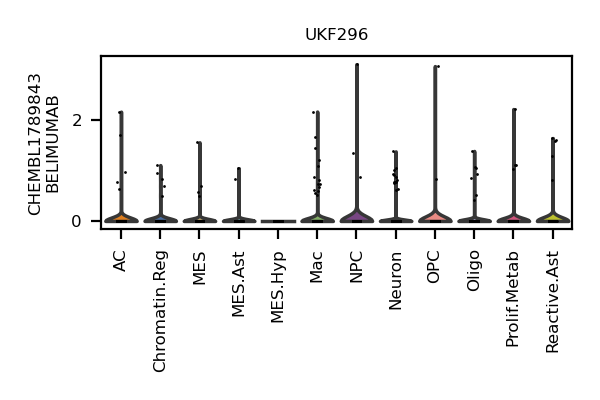 UKF296
CHEMBL1789843
BELIMUMAB
2
0
AC
Chromatin.Reg
MES
MES.Ast
MES.Hyp
Mac
NPC
Neuron
OPC
Oligo
Prolif.Metab
Reactive.Ast